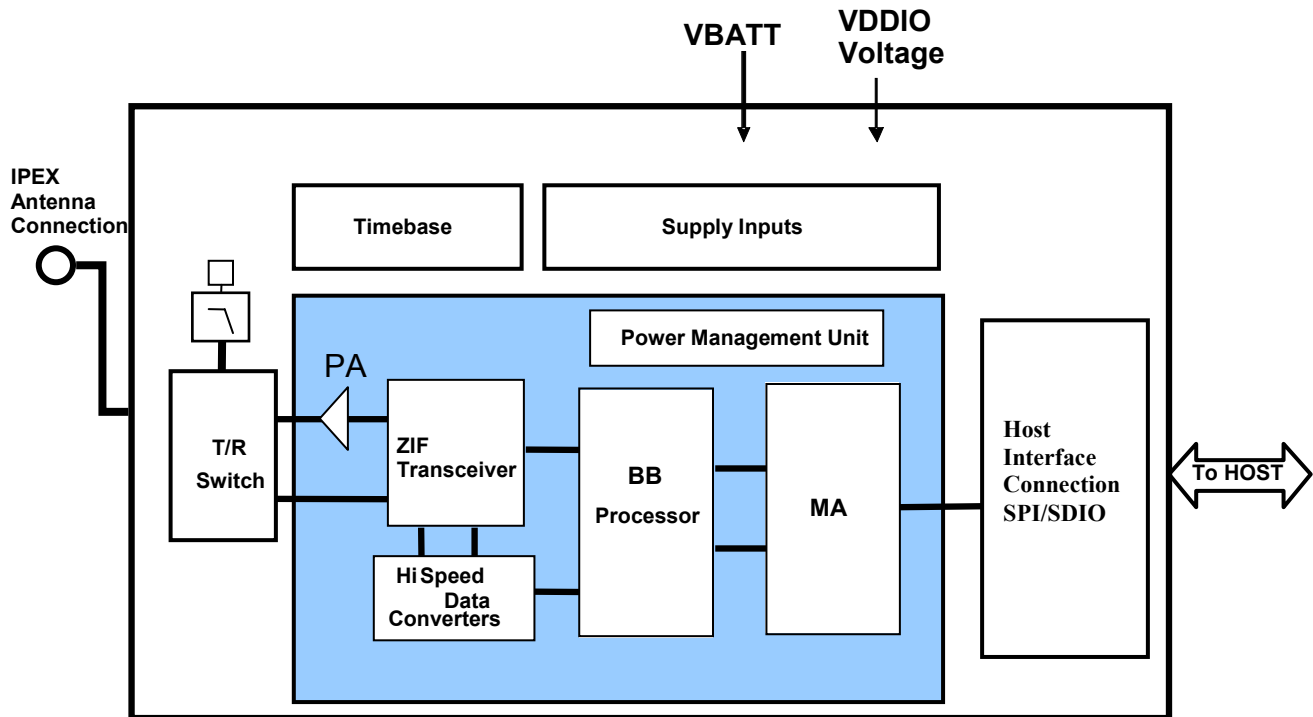 VBATT
VDDIO
Voltage
IPEX
Antenna
Connection
Timebase
Supply Inputs
Power Management Unit
PA
T/R
Switch
ZIF
Transceiver
BB
Processor
MA
Host
Interface
Connection
SPI/SDIO
To HOST
Hi Speed
Data
Converters